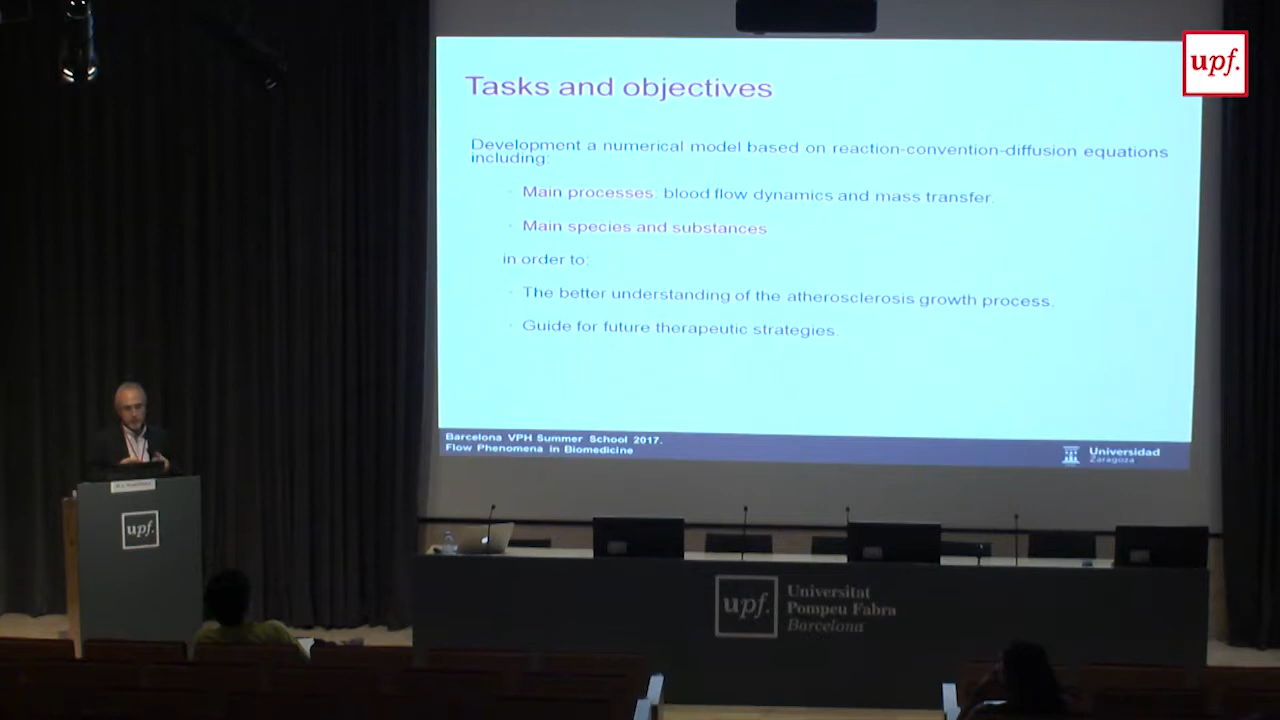 upf.
Tasks and objectives
Development a numerical model based on reaction-convention-diffusion equations
including:
Main processes: blood flow dynamics and mass transfer.
Main species and substances
in order to:
The better understanding of the atherosclerosis growth process.
Guide for future therapeutic strategies.
Barcelona VPH Summer School 2017.
Flow Phenomena in Biomedicine
Universidad
Zaragoza
upf.
upf.
Universitat
Pompeu Fabra
Barcelona